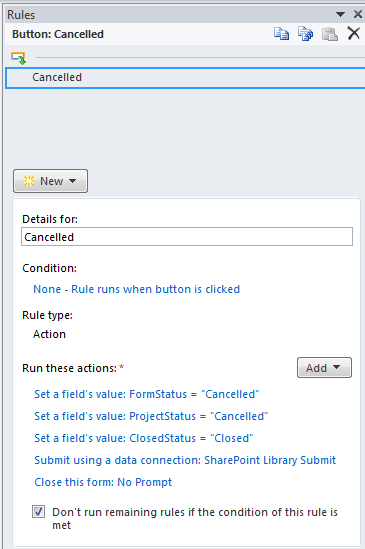 Rules
Button: Cancelled
Cancelled
New
Details for:
Cancelled
Condition:
None - Rule runs when button is clicked
Rule type:
Action
Run these actions: *
Add
Set a field's value: FormStatus = "Cancelled"
Set a field's value: ProjectStatus = "Cancelled"
Set a field's value: ClosedStatus = "Closed"
Submit using a data connection: SharePoint Library Submit
Close this form: No Prompt
Don't run remaining rules if the condition of this rule is
met